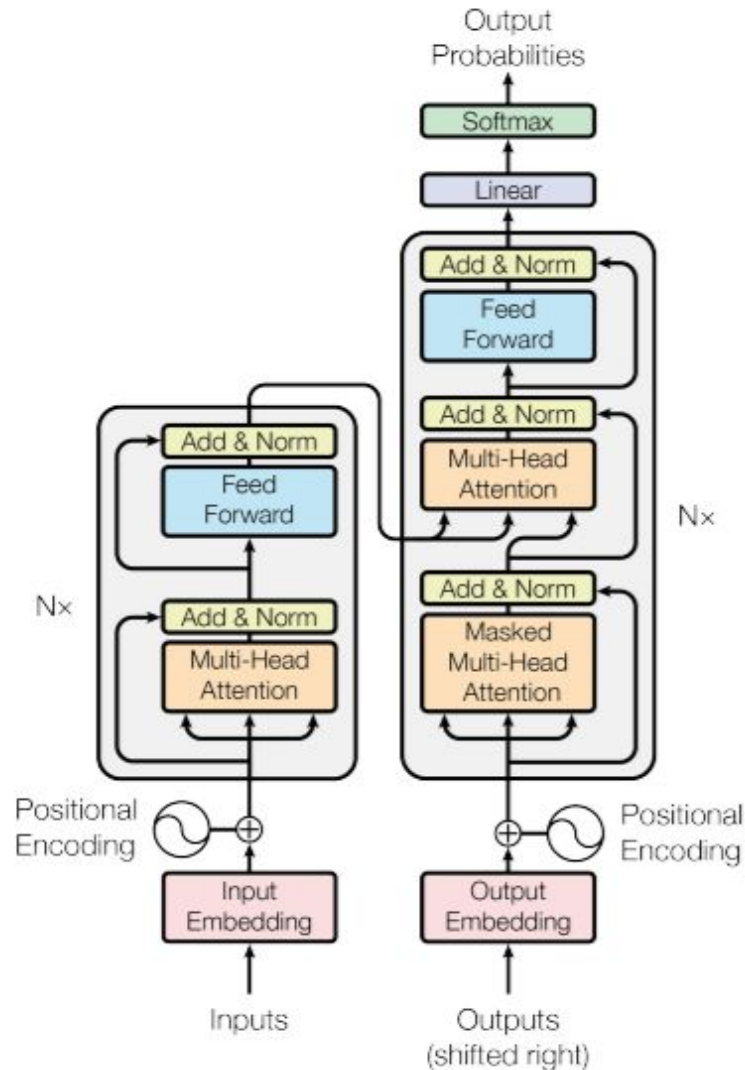 Output
Probabilities
Softmax
Linear
Add & Norm
Feed
Forward
Add & Norm
Multi-Head
Attention
Add & Norm
Masked
Multi-Head
Attention
Nx
Add & Norm
Feed
Forward
Add & Norm
Multi-Head
Attention
Nx
Positional
Encoding
Positional
Encoding
Input
Embedding
Output
Embedding
Inputs
Outputs
(shifted right)